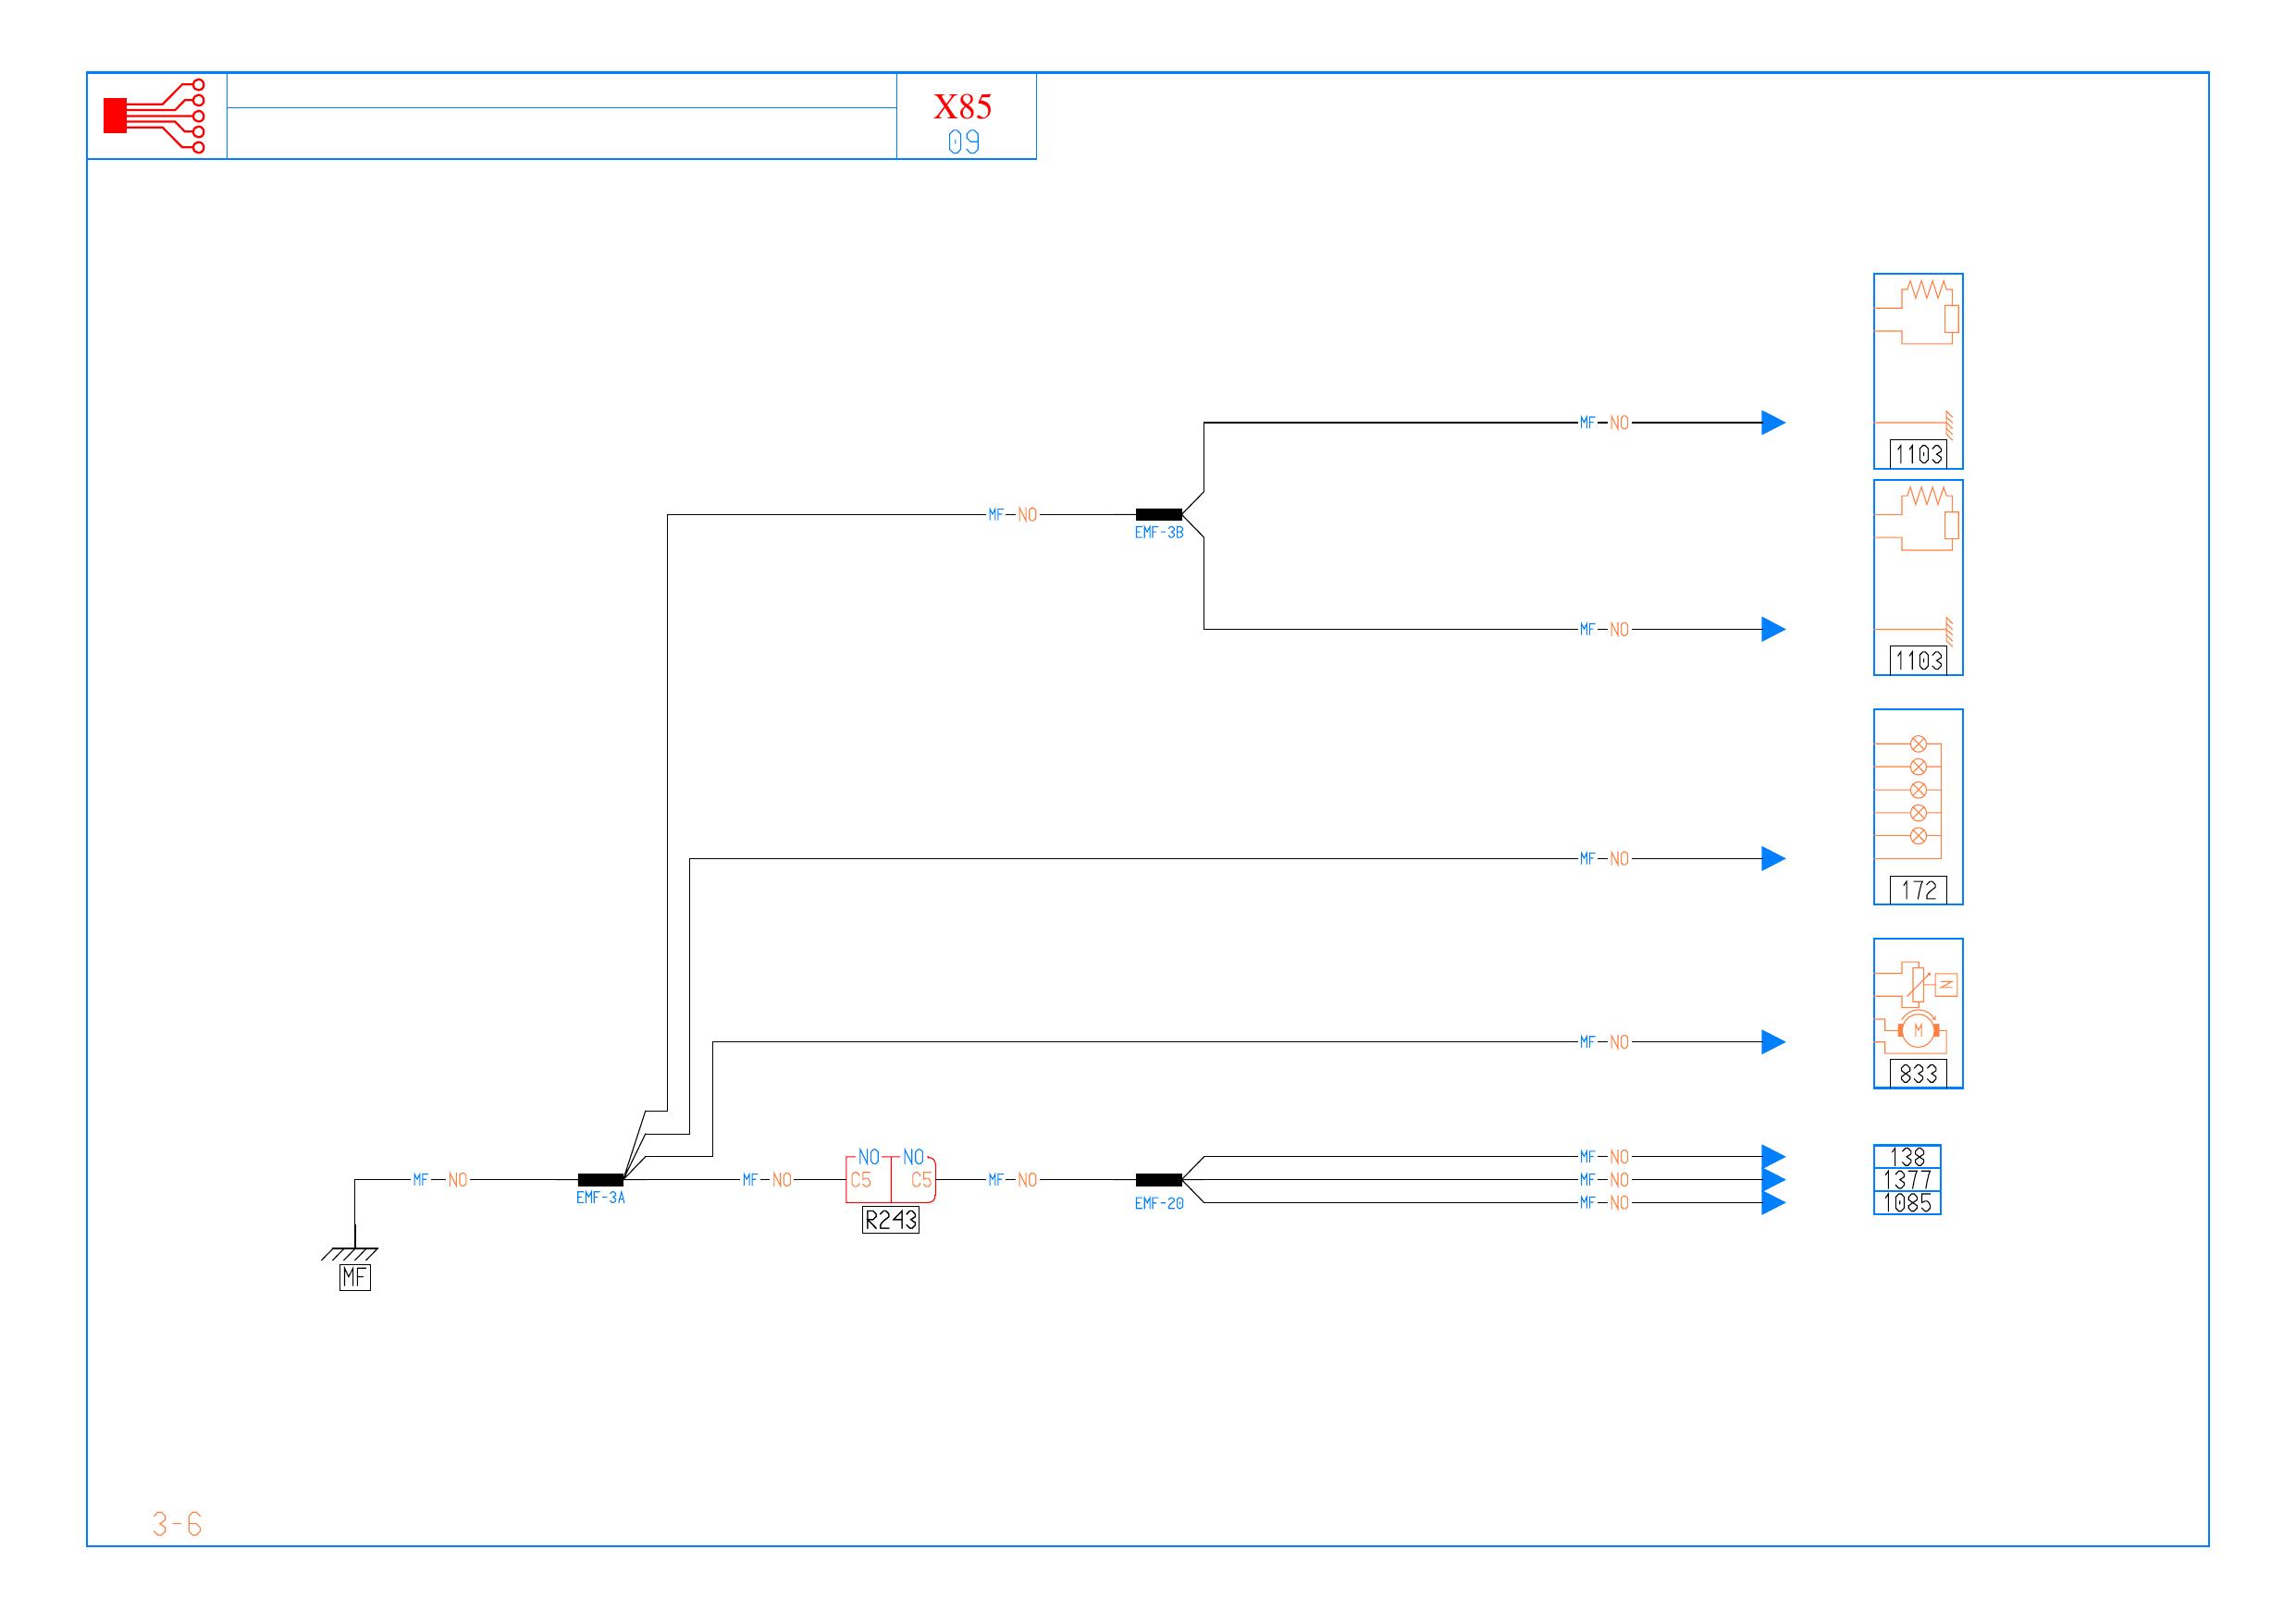 X85
09
MF NO
1103
MF NO
EMF-3B
MF NO
1103
MF NO
172
MF NO
M
Z
833
MF NO
EMF-3A
MF NO
NO NO
C5 C5
R243
MF NO
EMF-20
MF NO
MF NO
MF NO
138
1377
1085
MF
3-6